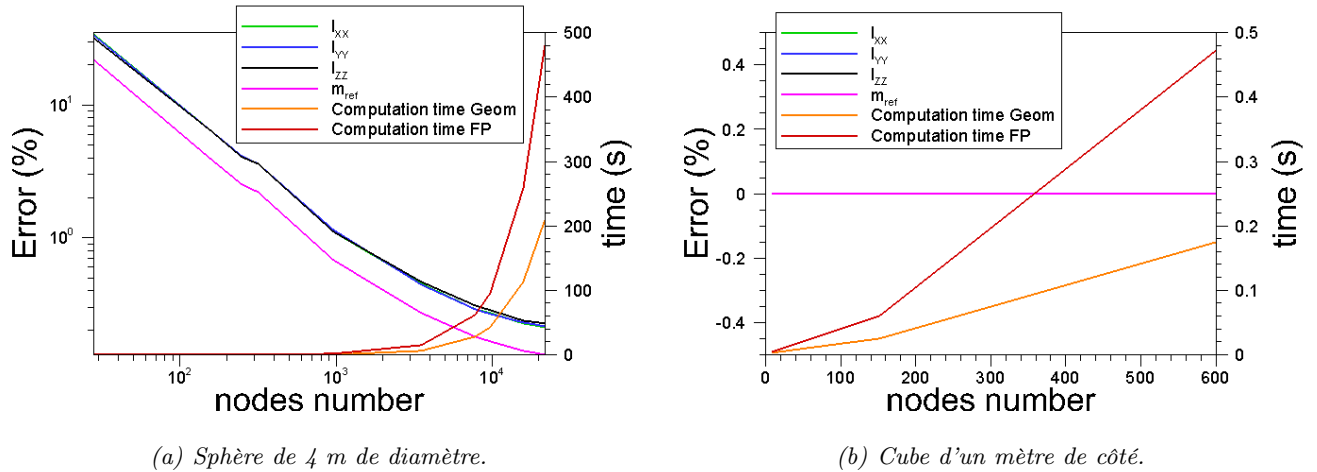 I_XX
I_YY
I_ZZ
m_ref
Computation time Geom
Computation time FP
10^1
10^0
Error (%)
500
400
300
200
100
0
time (s)
10^2
10^3
10^4
nodes number
(a) Sphère de 4 m de diamètre.
I_XX
I_YY
I_ZZ
m_ref
Computation time Geom
Computation time FP
0.4
0.2
0
-0.2
-0.4
Error (%)
0.5
0.4
0.3
0.2
0.1
0
time (s)
0
100
200
300
400
500
600
nodes number
(b) Cube d'un mètre de côté.